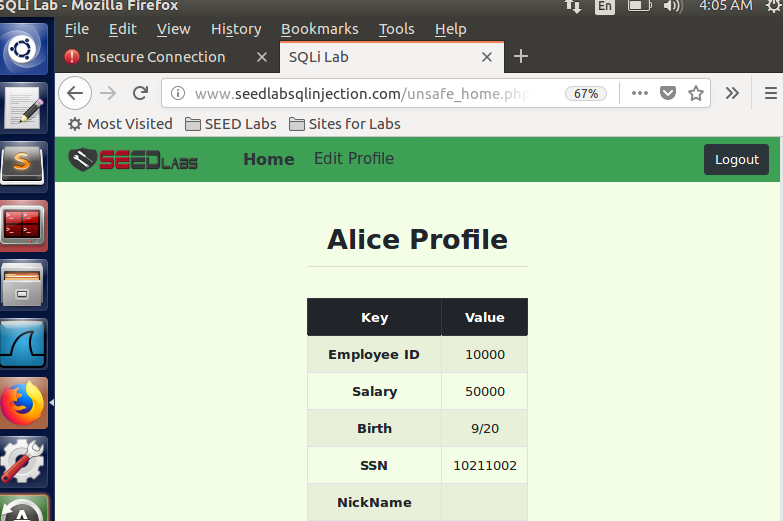 SQLi Lab - Mozilla Firefox
En
4:05 AM
File Edit View History Bookmarks Tools Help
Insecure Connection
SQLi Lab
www.seedlabsqlinjection.com/unsafe_home.php
67%
Most Visited
SEED Labs
Sites for Labs
SEEDLABS
Home
Edit Profile
Logout
Alice Profile
Key Value
Employee ID 10000
Salary 50000
Birth 9/20
SSN 10211002
NickName